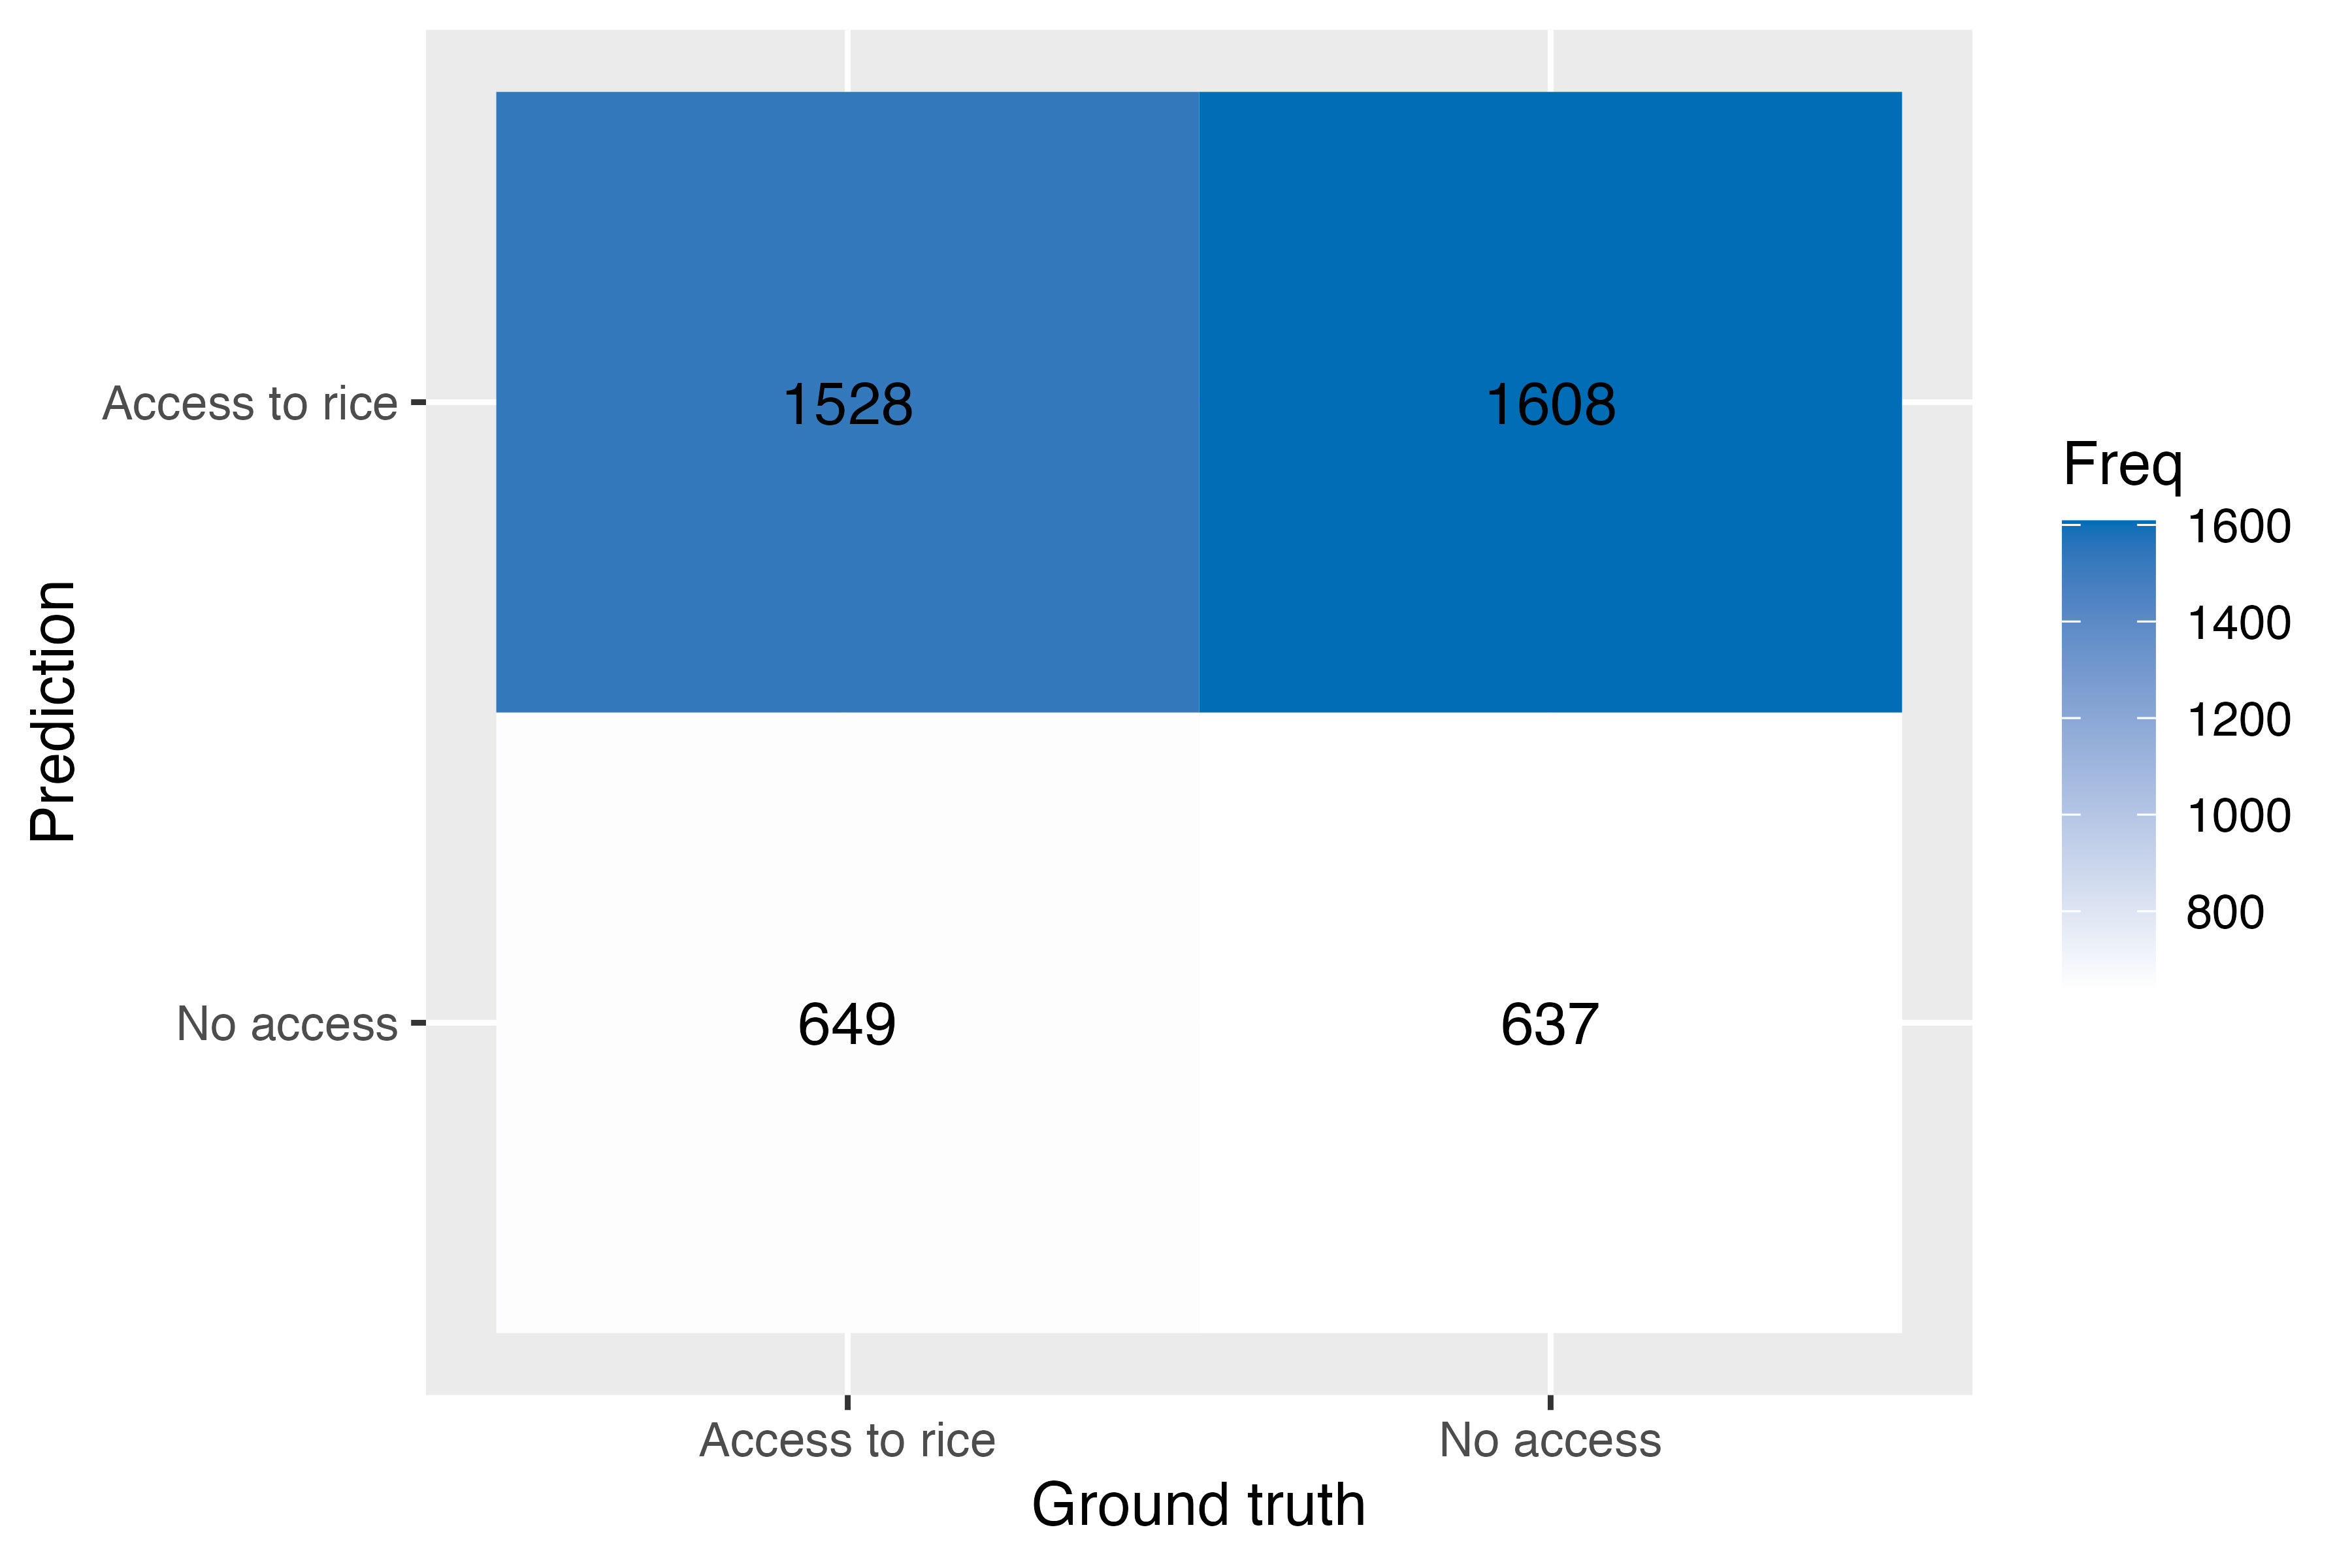 Prediction
Access to rice
No access
1528
1608
649
637
Access to rice
No access
Ground truth
Freq
1600
1400
1200
1000
800